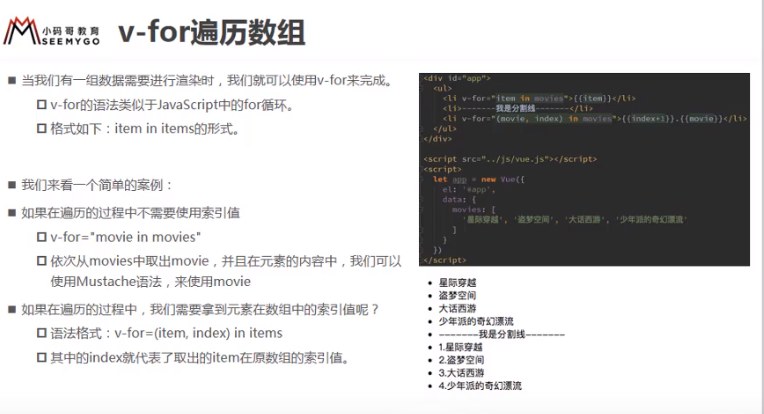 小码哥教育
SEEMYGO
v-for遍历数组
■ 当我们有一组数据需要进行渲染时，我们就可以使用v-for来完成。
v-for的语法类似于JavaScript中的for循环。
格式如下：item in items的形式。
■ 我们来看一个简单的案例：
■ 如果在遍历的过程中不需要使用索引值
v-for="movie in movies"
依次从movies中取出movie，并且在元素的内容中，我们可以
使用Mustache语法，来使用movie
■ 如果在遍历的过程中，我们需要拿到元素在数组中的索引值呢？
语法格式：v-for=(item, index) in items
其中的index就代表了取出的item在原数组的索引值。
<div id="app">
<ul>
<li v-for="item in movies">{{item}}</li>
<li>-------我是分割线-------</li>
<li v-for="(movie, index) in movies">{{index+1}}.{{movie}}</li>
</ul>
</div>
<script src="../js/vue.js"></script>
<script>
let app = new Vue({
el: '#app',
data: {
movies: [
'星际穿越', '盗梦空间', '大话西游', '少年派的奇幻漂流'
]
}
})
</script>
• 星际穿越
• 盗梦空间
• 大话西游
• 少年派的奇幻漂流
• -------我是分割线-------
• 1.星际穿越
• 2.盗梦空间
• 3.大话西游
• 4.少年派的奇幻漂流